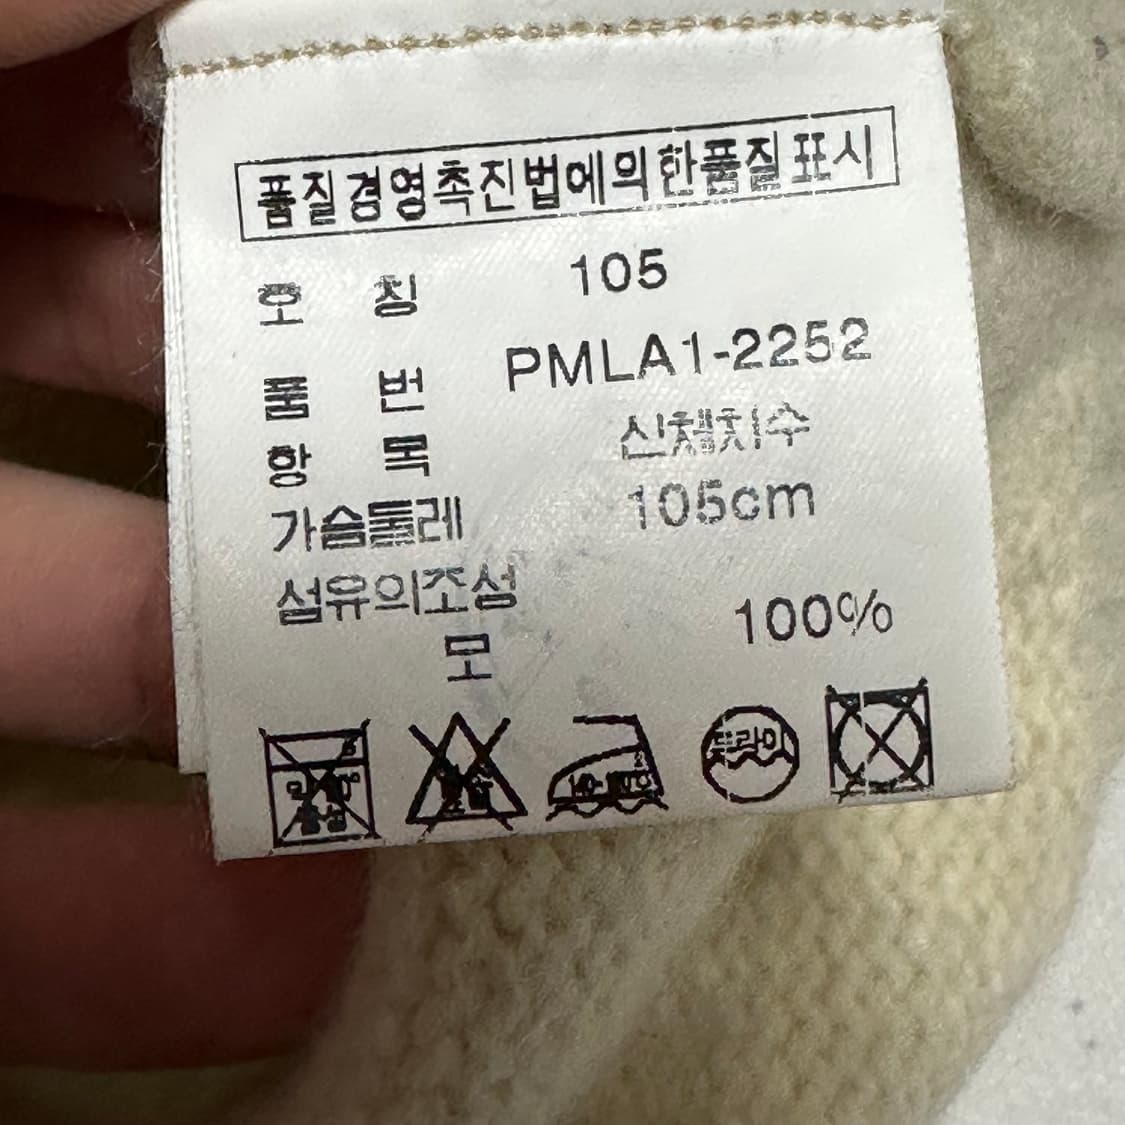 품질경영촉진법에의한품질표시
호 칭 105
품 번 PMLA1-2252
항 목 신체치수
가슴둘레 105cm
섬유의조성
모 100%
드라이